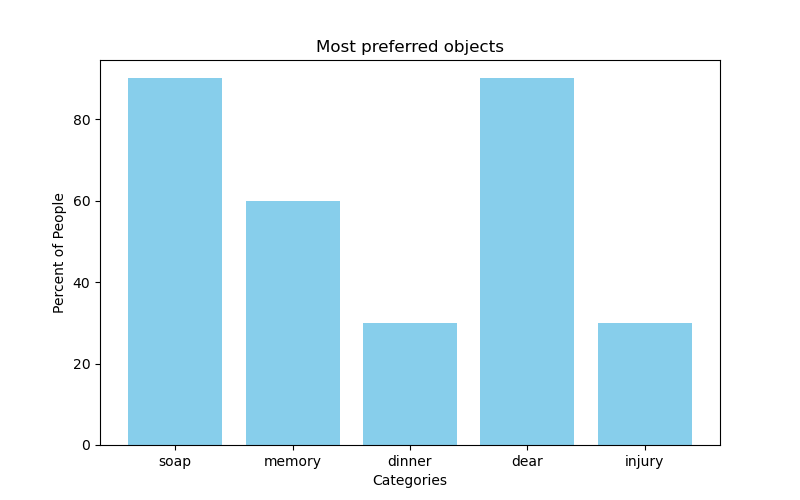 Most preferred objects
Percent of People
80
60
40
20
0
soap memory dinner dear injury
Categories